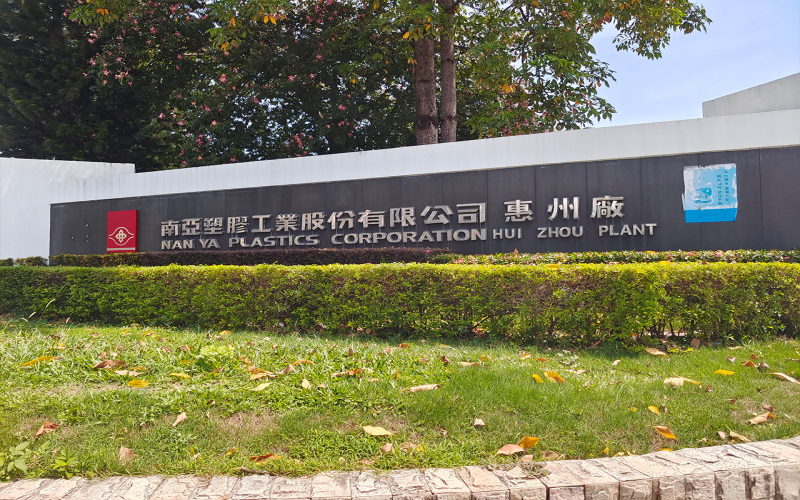 南亞塑膠工業股份有限公司 惠州廠
NAN YA PLASTICS CORPORATION HUI ZHOU PLANT